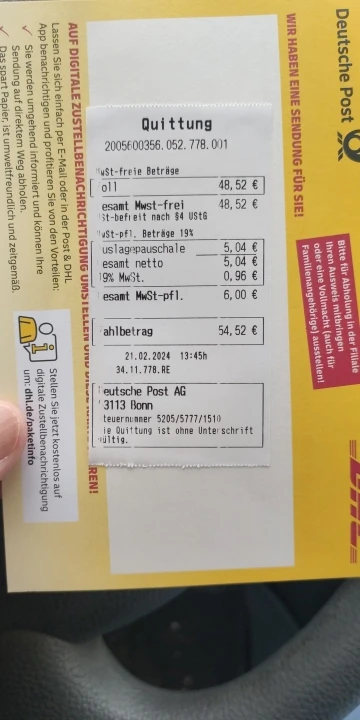 Deutsche Post
WIR HABEN EINE SENDUNG FÜR SIE!
Bitte für Abholung in der Filiale
Ihren Ausweis mitbringen
oder eine Vollmacht (auch für
Familienangehörige) ausstellen!
Quittung
2005600356.052.778.001
wSt-freie Beträge
oll 48,52 €
esamt Mwst-frei 48,52 €
St-befreit nach §4 UStG
wSt-pfl. Beträge 19%
uslagepauschale 5,04 €
esamt netto 5,04 €
9% MwSt. 0,96 €
esamt MwSt-pfl. 6,00 €
ahlbetrag 54,52 €
21.02.2024 13:45h
34.11.778.RE
eutsche Post AG
3113 Bonn
teuernummer 5205/5777/1510
ie Quittung ist ohne Unterschrift
ültig.
AUF DIGITALE ZUSTELLBENACHRICHTIGUNG UMSTELLEN UND
REN!
Lassen Sie sich einfach per E-Mail oder in der Post & DHL
App benachrichtigen und profitieren Sie von den Vorteilen:
✓ Sie werden umgehend informiert und können Ihre
Sendung auf direktem Weg abholen.
✓ Das spart Papier, ist umweltfreundlich und zeitgemäß.
Stellen Sie jetzt kostenlos auf
digitale Zustellbenachrichtigung
um: dhl.de/paketinfo
DHL